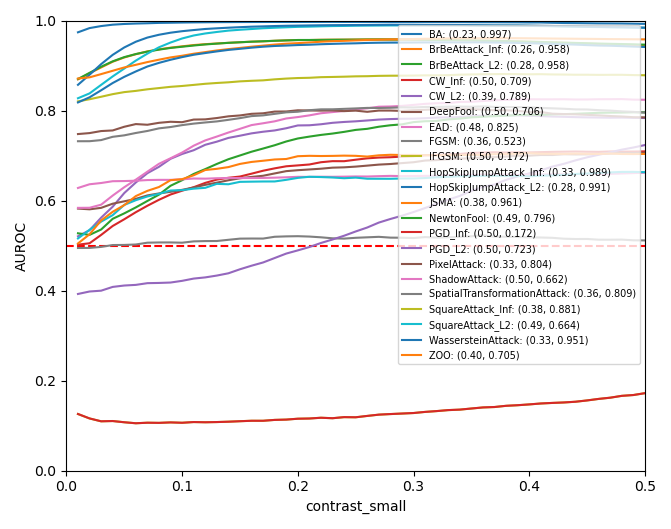 1.0
0.8
0.6
0.4
0.2
0.0
AUROC
0.0
0.1
0.2
0.3
0.4
0.5
contrast_small
BA: (0.23, 0.997)
BrBeAttack_Inf: (0.26, 0.958)
BrBeAttack_L2: (0.28, 0.958)
CW_Inf: (0.50, 0.709)
CW_L2: (0.39, 0.789)
DeepFool: (0.50, 0.706)
EAD: (0.48, 0.825)
FGSM: (0.36, 0.523)
IFGSM: (0.50, 0.172)
HopSkipJumpAttack_Inf: (0.33, 0.989)
HopSkipJumpAttack_L2: (0.28, 0.991)
JSMA: (0.38, 0.961)
NewtonFool: (0.49, 0.796)
PGD_Inf: (0.50, 0.172)
PGD_L2: (0.50, 0.723)
PixelAttack: (0.33, 0.804)
ShadowAttack: (0.50, 0.662)
SpatialTransformationAttack: (0.36, 0.809)
SquareAttack_Inf: (0.38, 0.881)
SquareAttack_L2: (0.49, 0.664)
WassersteinAttack: (0.33, 0.951)
ZOO: (0.40, 0.705)